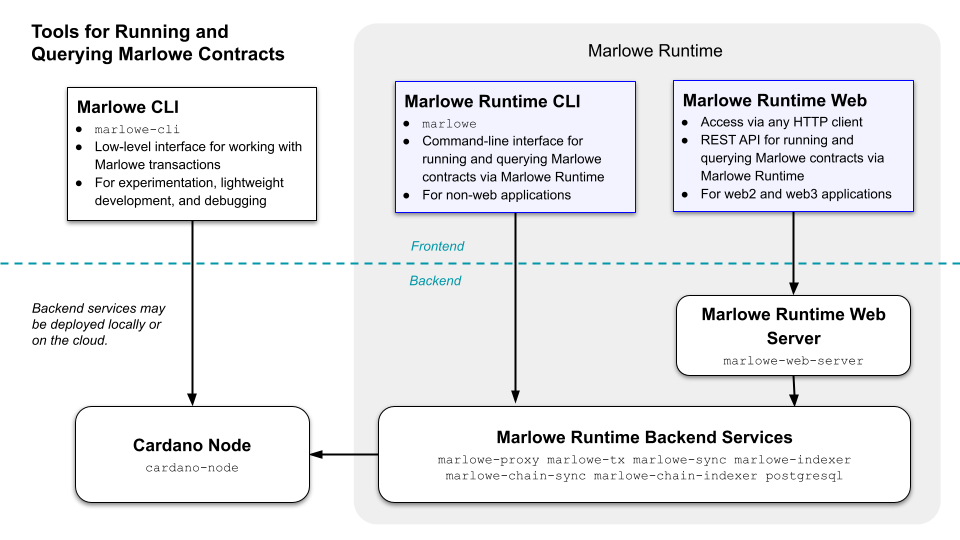 Tools for Running and
Querying Marlowe Contracts
Marlowe Runtime
Marlowe CLI
● marlowe-cli
● Low-level interface for working with
Marlowe transactions
● For experimentation, lightweight
development, and debugging
Marlowe Runtime CLI
● marlowe
● Command-line interface for
running and querying Marlowe
contracts via Marlowe Runtime
● For non-web applications
Marlowe Runtime Web
● Access via any HTTP client
● REST API for running and
querying Marlowe contracts via
Marlowe Runtime
● For web2 and web3 applications
Frontend
Backend
Backend services may
be deployed locally or
on the cloud.
Marlowe Runtime Web
Server
marlowe-web-server
Cardano Node
cardano-node
Marlowe Runtime Backend Services
marlowe-proxy marlowe-tx marlowe-sync marlowe-indexer
marlowe-chain-sync marlowe-chain-indexer postgresql